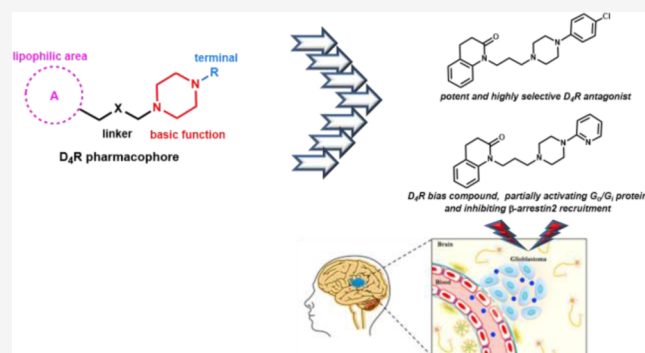 lipophilic area
A
X
linker
N
N
R
terminal
basic function
D₄R pharmacophore
O
N
N
N
Cl
potent and highly selective D₄R antagonist
O
N
N
N
N
D₄R bias compound, partially activating Gₒ/Gᵢ protein
and inhibiting β-arrestin2 recruitment
Brain
Glioblastoma
Blood